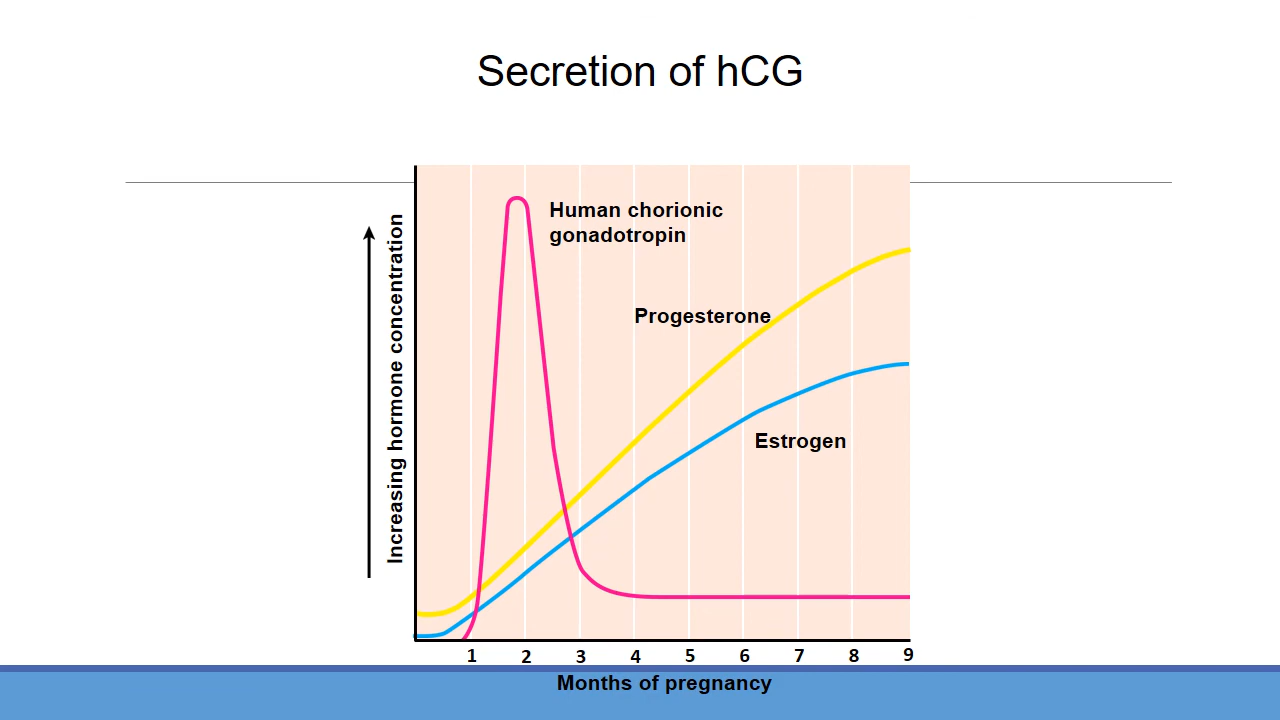 Secretion of hCG
Human chorionic
gonadotropin
Progesterone
Estrogen
Increasing hormone concentration
1 2 3 4 5 6 7 8 9
Months of pregnancy